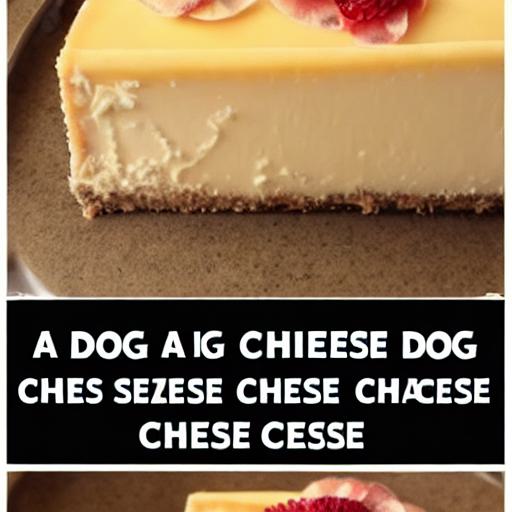 A DOG A IG CHIEESE DOG
CHES SEZESE CHESE CHACESE
CHESE CESSE